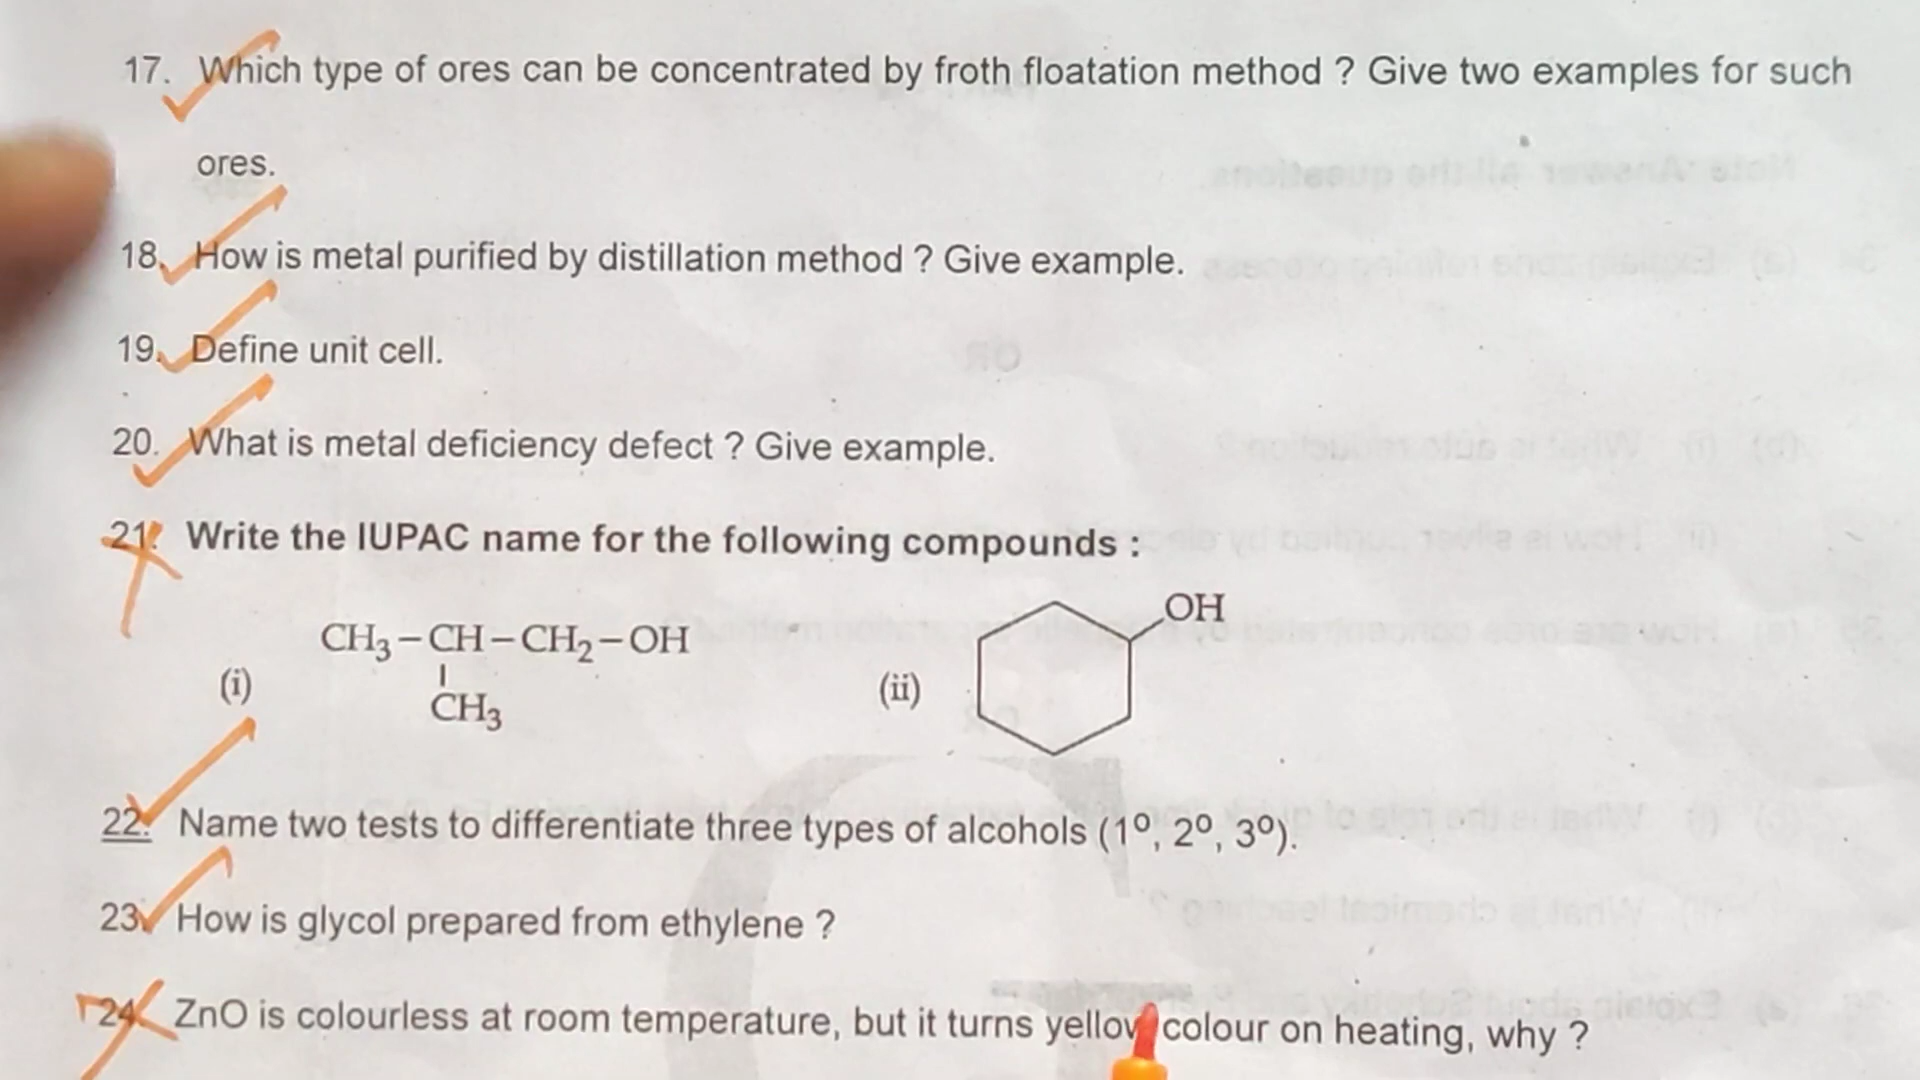 17. Which type of ores can be concentrated by froth floatation method ? Give two examples for such
ores.
18. How is metal purified by distillation method ? Give example.
19. Define unit cell.
20. What is metal deficiency defect ? Give example.
21. Write the IUPAC name for the following compounds :
(i) CH₃–CH–CH₂–OH
CH₃
(ii) OH
22. Name two tests to differentiate three types of alcohols (1º, 2º, 3º).
23. How is glycol prepared from ethylene ?
24. ZnO is colourless at room temperature, but it turns yellow colour on heating, why ?